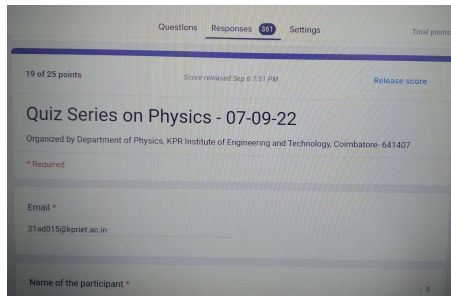 Questions Responses 361 Settings Total points
19 of 25 points Score released Sep 6 7:51 PM Release score
Quiz Series on Physics - 07-09-22
Organized by Department of Physics, KPR Institute of Engineering and Technology, Coimbatore- 641407
* Required
Email *
21ad015@kpriet.ac.in
Name of the participant *
/ 0